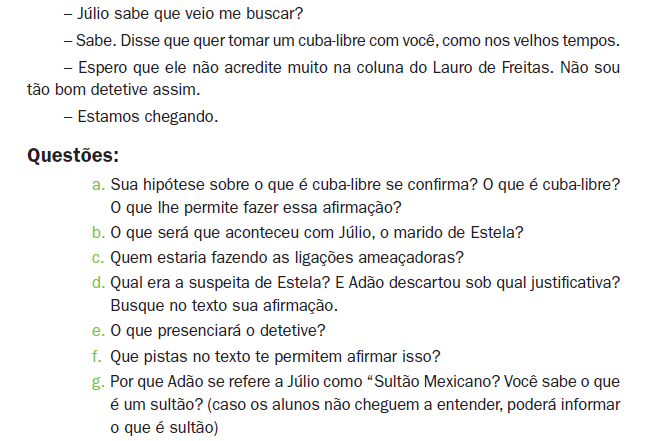 – Júlio sabe que veio me buscar?
– Sabe. Disse que quer tomar um cuba-libre com você, como nos velhos tempos.
– Espero que ele não acredite muito na coluna do Lauro de Freitas. Não sou
tão bom detetive assim.
– Estamos chegando.
Questões:
a. Sua hipótese sobre o que é cuba-libre se confirma? O que é cuba-libre?
O que lhe permite fazer essa afirmação?
b. O que será que aconteceu com Júlio, o marido de Estela?
c. Quem estaria fazendo as ligações ameaçadoras?
d. Qual era a suspeita de Estela? E Adão descartou sob qual justificativa?
Busque no texto sua afirmação.
e. O que presenciará o detetive?
f. Que pistas no texto te permitem afirmar isso?
g. Por que Adão se refere a Júlio como “Sultão Mexicano? Você sabe o que
é um sultão? (caso os alunos não cheguem a entender, poderá informar
o que é sultão)